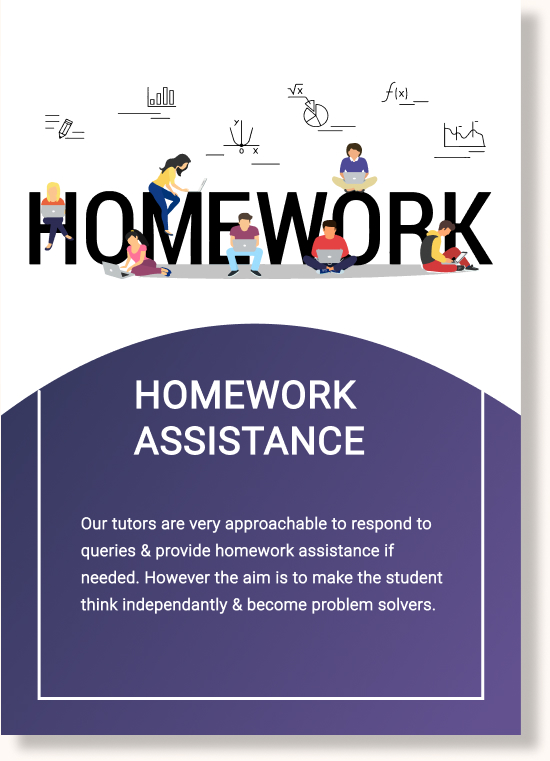 √x
f(x)
y
0 x
HOMEWORK
HOMEWORK
ASSISTANCE
Our tutors are very approachable to respond to
queries & provide homework assistance if
needed. However the aim is to make the student
think independantly & become problem solvers.